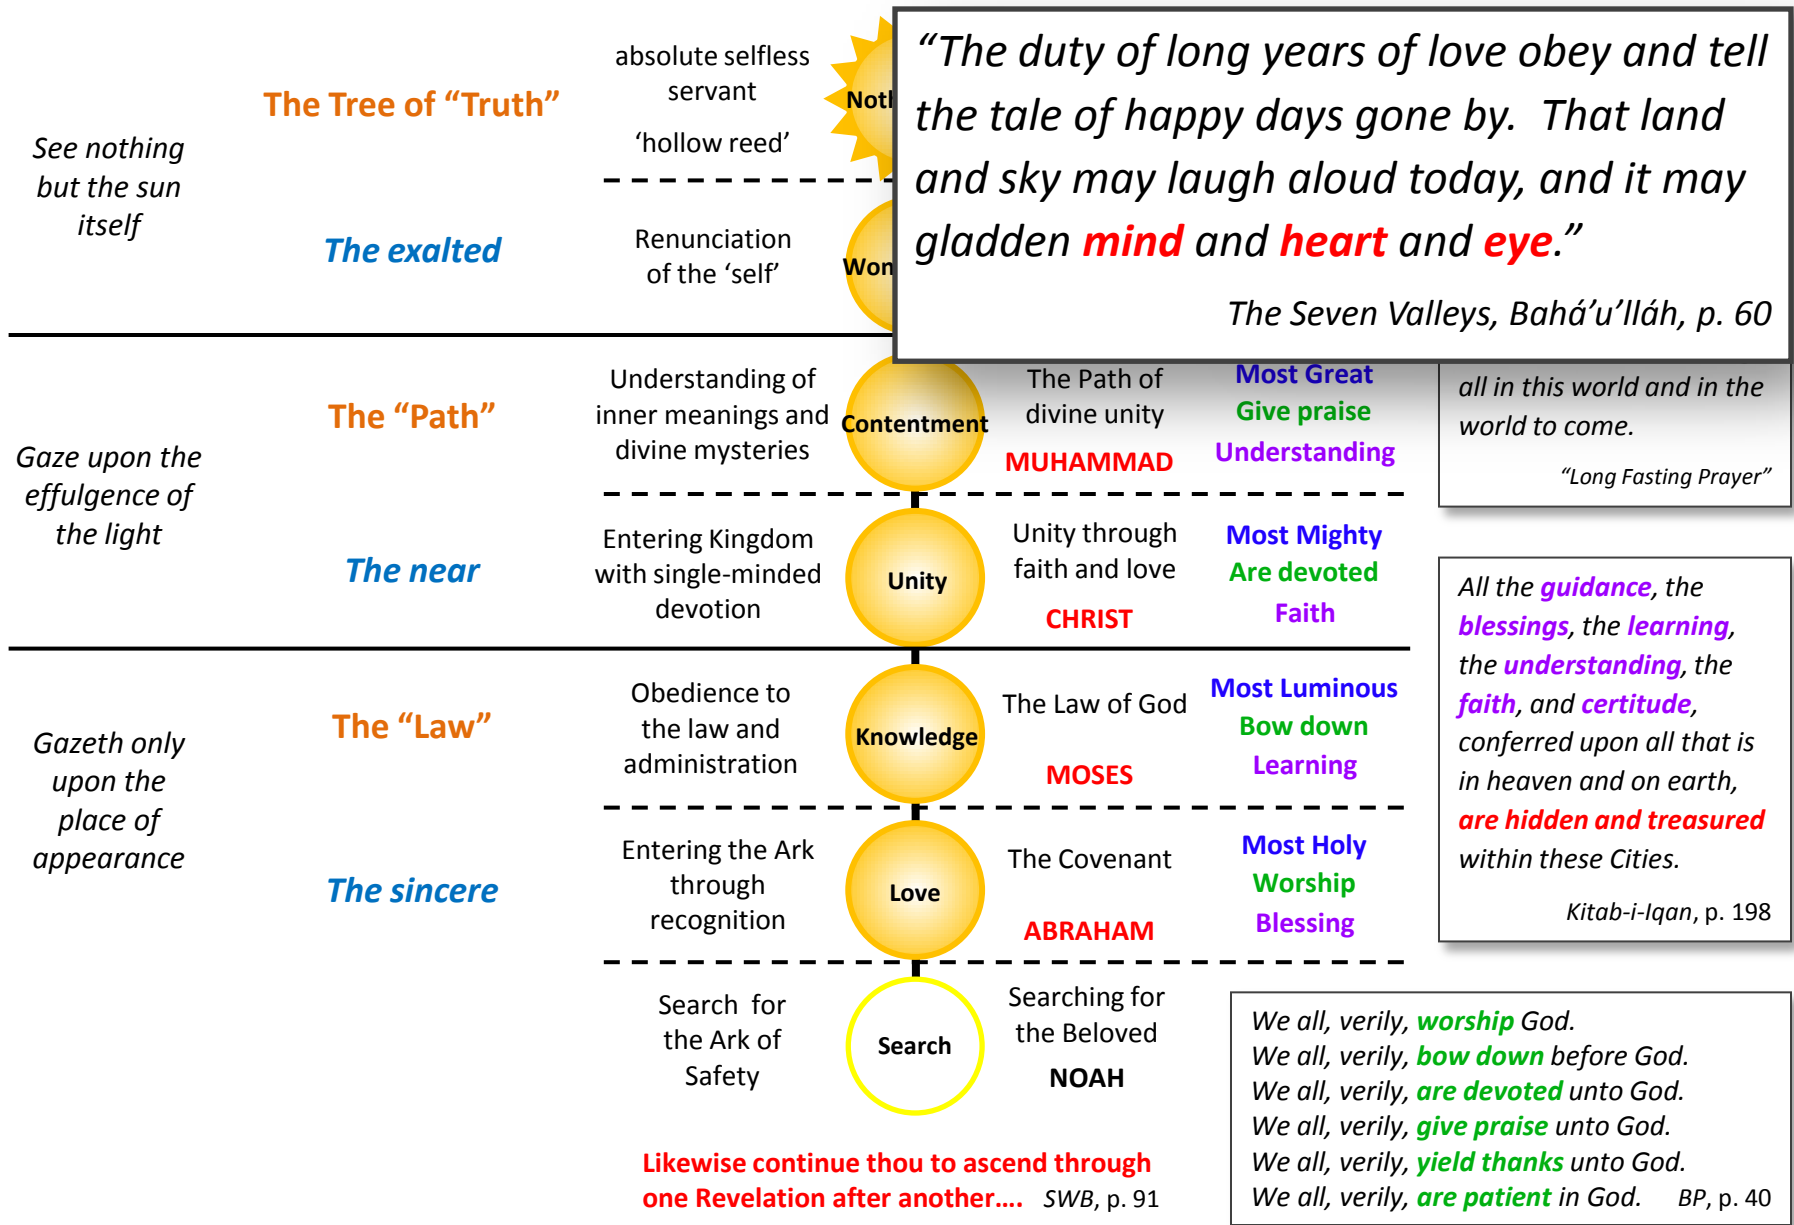 absolute selfless
servant
‘hollow reed’
The Tree of “Truth”
See nothing
but the sun
itself
The exalted
Renunciation
of the ‘self’
“The duty of long years of love obey and tell
the tale of happy days gone by.  That land
and sky may laugh aloud today, and it may
gladden mind and heart and eye.”
The Seven Valleys, Bahá’u’lláh, p. 60
Gaze upon the
effulgence of
the light
The “Path”
Understanding of
inner meanings and
divine mysteries
Contentment
The Path of
divine unity
MUHAMMAD
Most Great
Give praise
Understanding
all in this world and in the
world to come.
“Long Fasting Prayer”
The near
Entering Kingdom
with single-minded
devotion
Unity
Unity through
faith and love
CHRIST
Most Mighty
Are devoted
Faith
All the guidance, the
blessings, the learning,
the understanding, the
faith, and certitude,
conferred upon all that is
in heaven and on earth,
are hidden and treasured
within these Cities.
Kitab-i-Iqan, p. 198
Gazeth only
upon the
place of
appearance
The “Law”
Obedience to
the law and
administration
Knowledge
The Law of God
MOSES
Most Luminous
Bow down
Learning
The sincere
Entering the Ark
through
recognition
Love
The Covenant
ABRAHAM
Most Holy
Worship
Blessing
Search  for
the Ark of
Safety
Search
Searching for
the Beloved
NOAH
We all, verily, worship God.
We all, verily, bow down before God.
We all, verily, are devoted unto God.
We all, verily, give praise unto God.
We all, verily, yield thanks unto God.
We all, verily, are patient in God. BP, p. 40
Likewise continue thou to ascend through
one Revelation after another…. SWB, p. 91